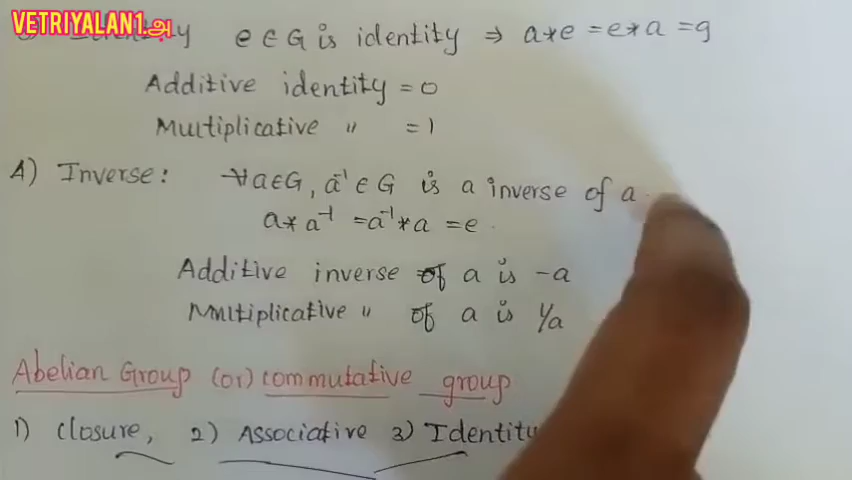 VETRIYALAN1.அ
e ∈ G is identity ⇒ a*e = e*a = g
Additive identity = 0
Multiplicative " = 1
4) Inverse: ∀a∈G, a⁻¹ ∈ G is a inverse of a
a*a⁻¹ = a⁻¹*a = e.
Additive inverse of a is -a
Multiplicative " of a is 1/a
Abelian Group (or) commutative group
1) Closure, 2) Associative 3) Identity